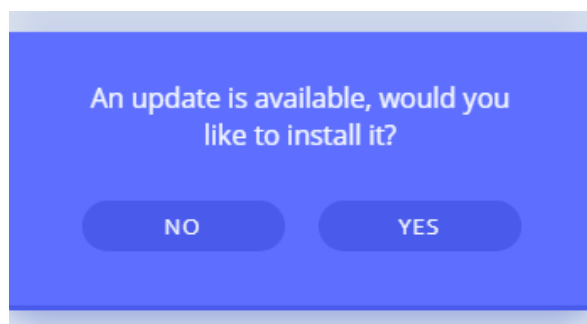 An update is available, would you
like to install it?
NO
YES